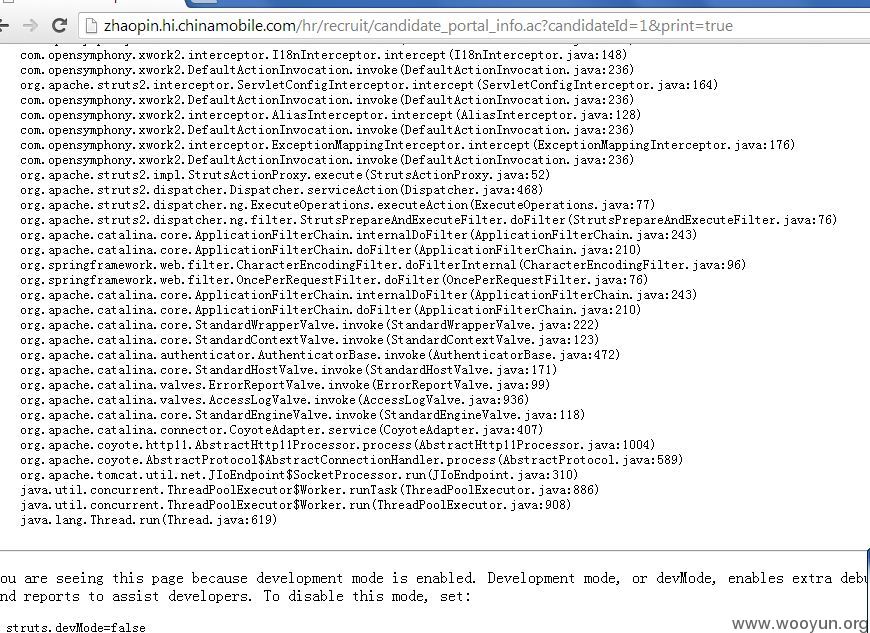 zhaopin.hi.chinamobile.com/hr/recruit/candidate_portal_info.ac?candidateId=1&print=true
com.opensymphony.xwork2.interceptor.I18nInterceptor.intercept(I18nInterceptor.java:148)
com.opensymphony.xwork2.DefaultActionInvocation.invoke(DefaultActionInvocation.java:236)
org.apache.struts2.interceptor.ServletConfigInterceptor.intercept(ServletConfigInterceptor.java:164)
com.opensymphony.xwork2.DefaultActionInvocation.invoke(DefaultActionInvocation.java:236)
com.opensymphony.xwork2.interceptor.AliasInterceptor.intercept(AliasInterceptor.java:128)
com.opensymphony.xwork2.DefaultActionInvocation.invoke(DefaultActionInvocation.java:236)
com.opensymphony.xwork2.interceptor.ExceptionMappingInterceptor.intercept(ExceptionMappingInterceptor.java:176)
com.opensymphony.xwork2.DefaultActionInvocation.invoke(DefaultActionInvocation.java:236)
org.apache.struts2.impl.StrutsActionProxy.execute(StrutsActionProxy.java:52)
org.apache.struts2.dispatcher.Dispatcher.serviceAction(Dispatcher.java:468)
org.apache.struts2.dispatcher.ng.ExecuteOperations.executeAction(ExecuteOperations.java:77)
org.apache.struts2.dispatcher.ng.filter.StrutsPrepareAndExecuteFilter.doFilter(StrutsPrepareAndExecuteFilter.java:76)
org.apache.catalina.core.ApplicationFilterChain.internalDoFilter(ApplicationFilterChain.java:243)
org.apache.catalina.core.ApplicationFilterChain.doFilter(ApplicationFilterChain.java:210)
org.springframework.web.filter.CharacterEncodingFilter.doFilterInternal(CharacterEncodingFilter.java:96)
org.springframework.web.filter.OncePerRequestFilter.doFilter(OncePerRequestFilter.java:76)
org.apache.catalina.core.ApplicationFilterChain.internalDoFilter(ApplicationFilterChain.java:243)
org.apache.catalina.core.ApplicationFilterChain.doFilter(ApplicationFilterChain.java:210)
org.apache.catalina.core.StandardWrapperValve.invoke(StandardWrapperValve.java:222)
org.apache.catalina.core.StandardContextValve.invoke(StandardContextValve.java:123)
org.apache.catalina.authenticator.AuthenticatorBase.invoke(AuthenticatorBase.java:472)
org.apache.catalina.core.StandardHostValve.invoke(StandardHostValve.java:171)
org.apache.catalina.valves.ErrorReportValve.invoke(ErrorReportValve.java:99)
org.apache.catalina.valves.AccessLogValve.invoke(AccessLogValve.java:936)
org.apache.catalina.core.StandardEngineValve.invoke(StandardEngineValve.java:118)
org.apache.catalina.connector.CoyoteAdapter.service(CoyoteAdapter.java:407)
org.apache.coyote.http11.AbstractHttp11Processor.process(AbstractHttp11Processor.java:1004)
org.apache.coyote.AbstractProtocol$AbstractConnectionHandler.process(AbstractProtocol.java:589)
org.apache.tomcat.util.net.JIoEndpoint$SocketProcessor.run(JIoEndpoint.java:310)
java.util.concurrent.ThreadPoolExecutor$Worker.runTask(ThreadPoolExecutor.java:886)
java.util.concurrent.ThreadPoolExecutor$Worker.run(ThreadPoolExecutor.java:908)
java.lang.Thread.run(Thread.java:619)
ou are seeing this page because development mode is enabled. Development mode, or devMode, enables extra debu
nd reports to assist developers. To disable this mode, set:
struts.devMode=false
www.wooyun.org